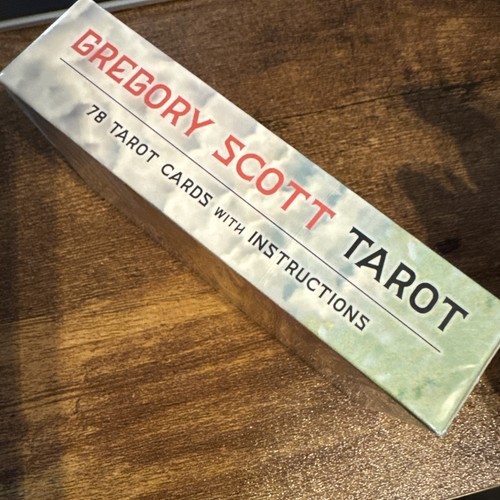 GREGORY SCOTT TAROT
78 TAROT CARDS WITH INSTRUCTIONS